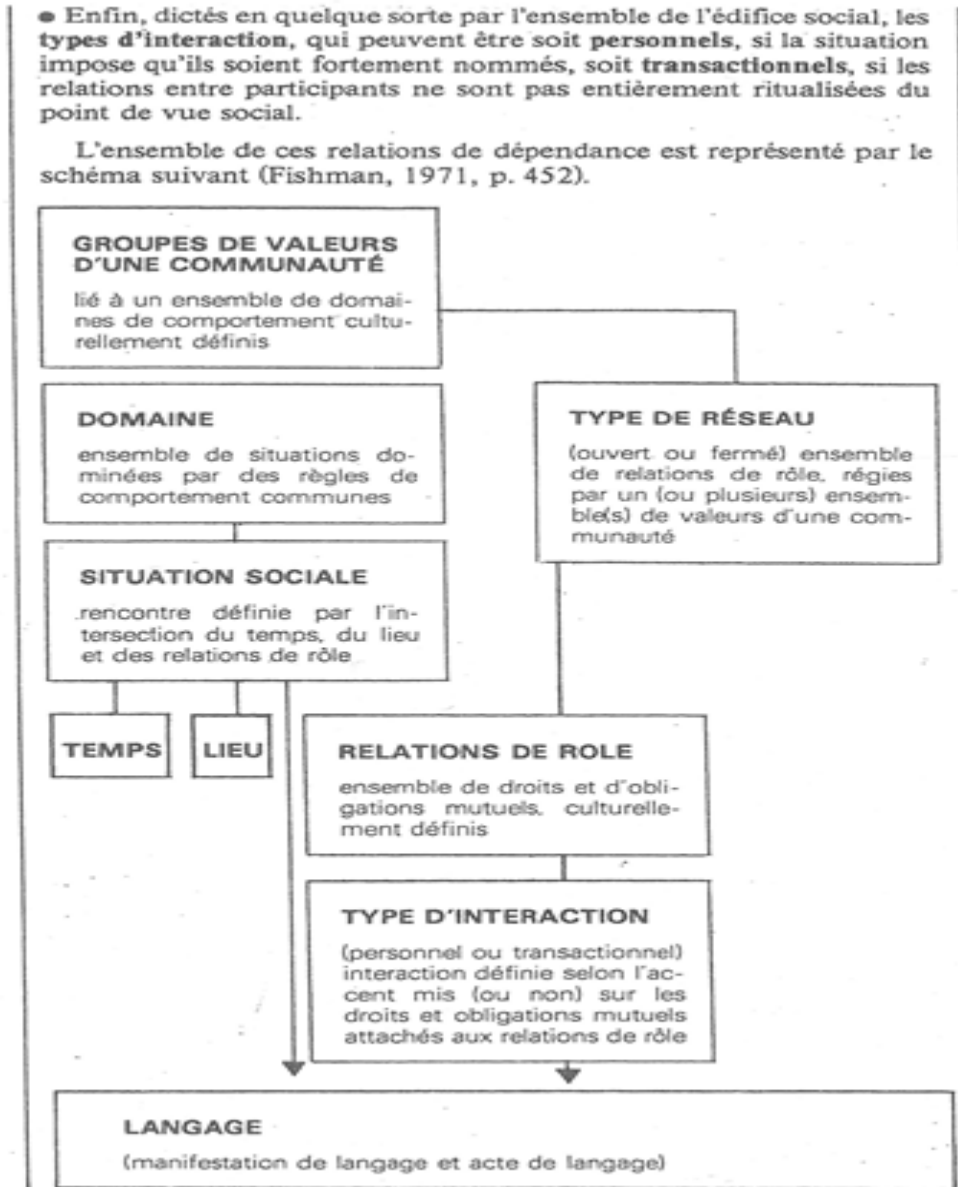 ● Enfin, dictés en quelque sorte par l'ensemble de l'édifice social, les
types d'interaction, qui peuvent être soit personnels, si la situation
impose qu'ils soient fortement nommés, soit transactionnels, si les
relations entre participants ne sont pas entièrement ritualisées du
point de vue social.
L'ensemble de ces relations de dépendance est représenté par le
schéma suivant (Fishman, 1971, p. 452).
GROUPES DE VALEURS
D'UNE COMMUNAUTÉ
lié à un ensemble de domai-
nes de comportement cultu-
rellement définis
DOMAINE
ensemble de situations do-
minées par des règles de
comportement communes
TYPE DE RÉSEAU
(ouvert ou fermé) ensemble
de relations de rôle, régies
par un (ou plusieurs) ensem-
ble(s) de valeurs d'une com-
munauté
SITUATION SOCIALE
rencontre définie par l'in-
tersection du temps, du lieu
et des relations de rôle
TEMPS
LIEU
RELATIONS DE ROLE
ensemble de droits et d'obli-
gations mutuels, culturelle-
ment définis
TYPE D'INTERACTION
(personnel ou transactionnel)
interaction définie selon l'ac-
cent mis (ou non) sur les
droits et obligations mutuels
attachés aux relations de rôle
LANGAGE
(manifestation de langage et acte de langage)